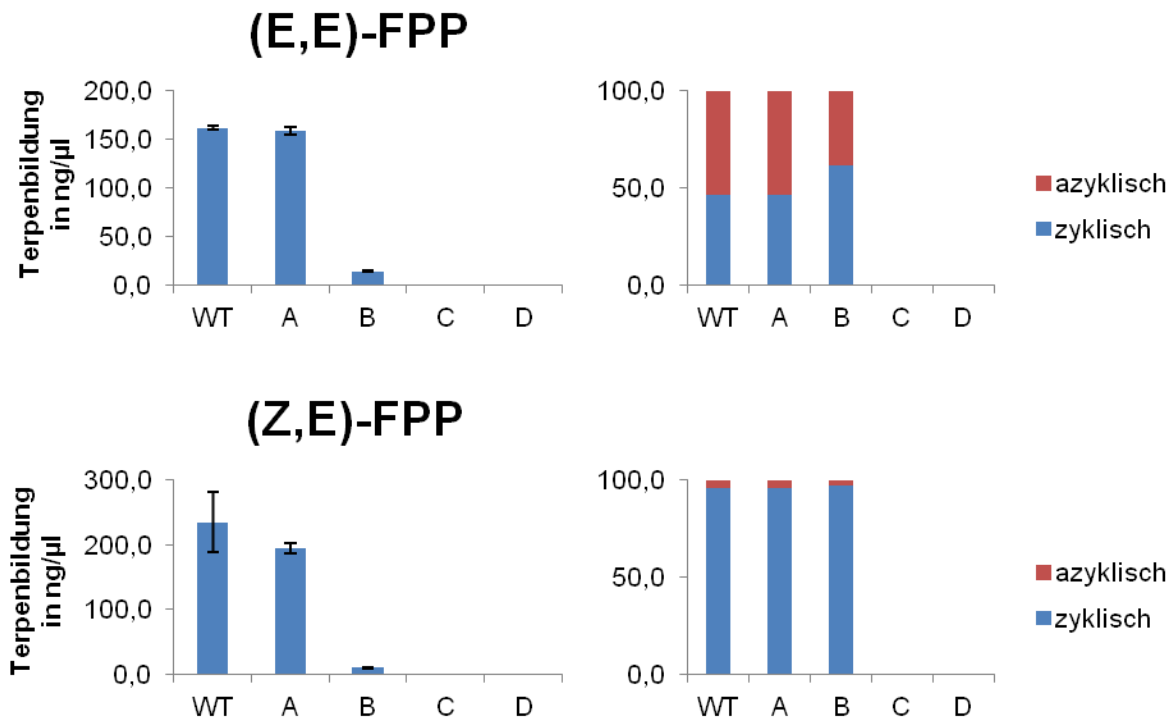 (E,E)-FPP
Terpenbildung
in ng/µl
200,0
150,0
100,0
50,0
0,0
WT A B C D
100,0
50,0
0,0
WT A B C D
azyklisch
zyklisch
(Z,E)-FPP
Terpenbildung
in ng/µl
300,0
200,0
100,0
0,0
WT A B C D
100,0
50,0
0,0
WT A B C D
azyklisch
zyklisch